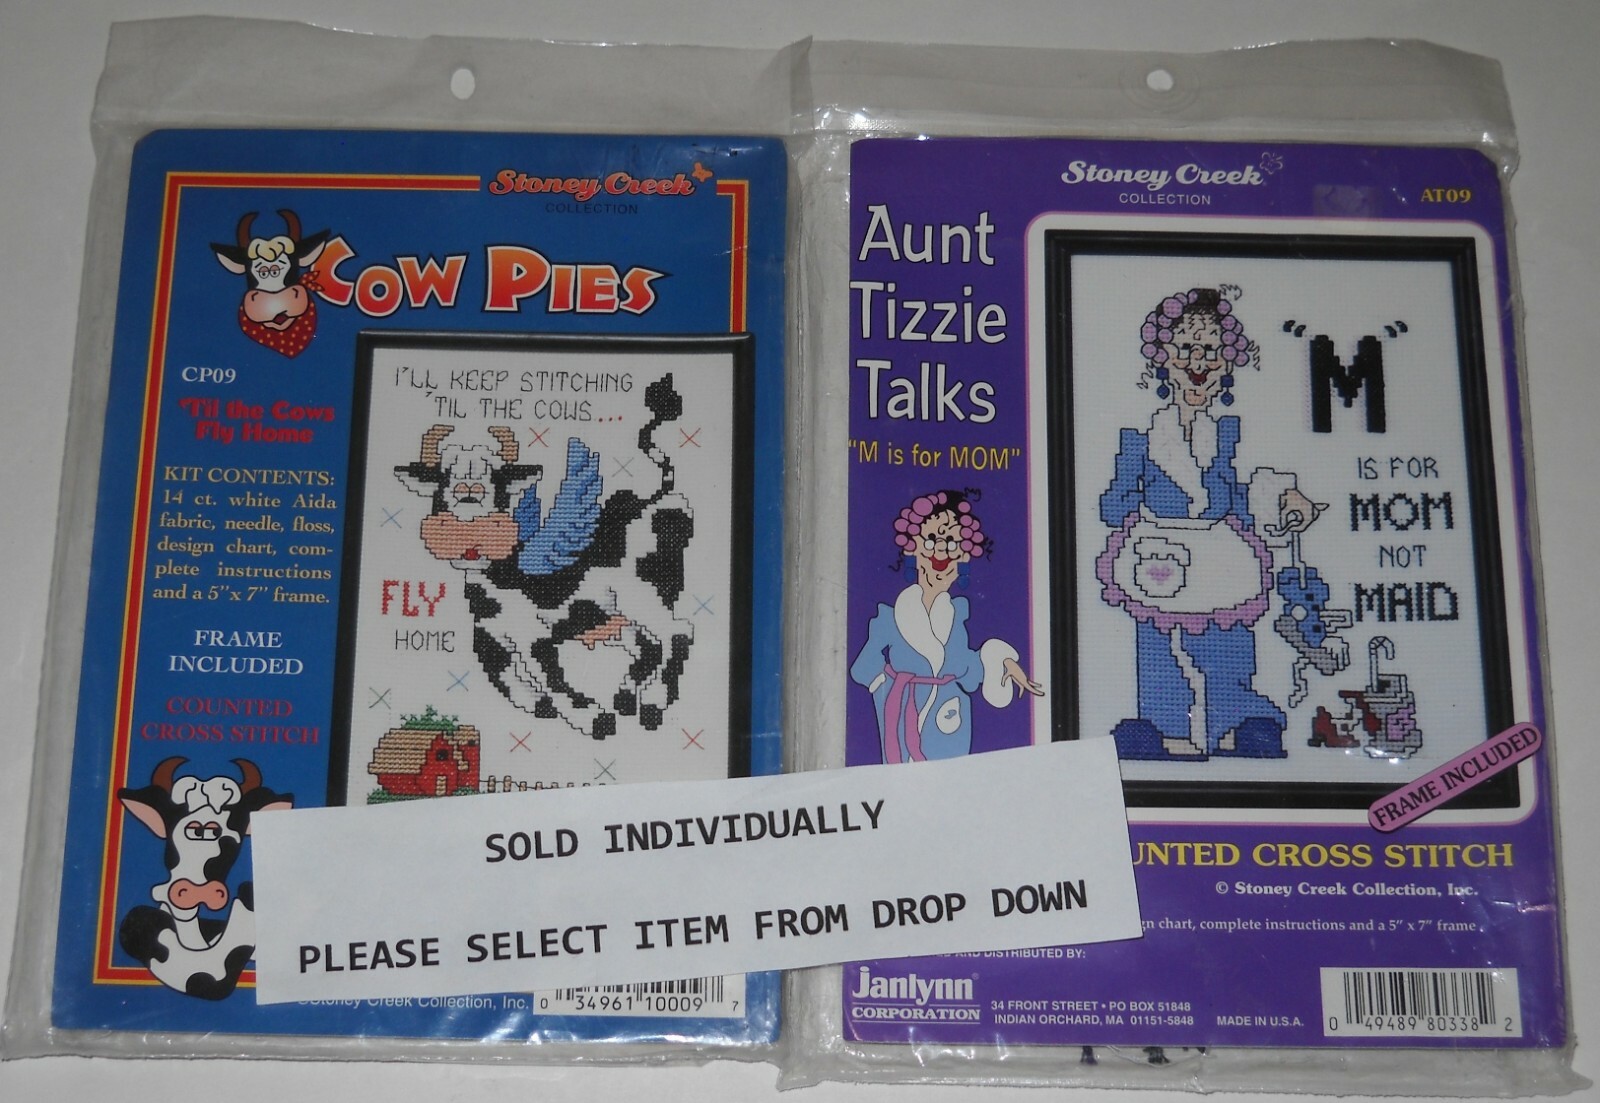 Stoney Creek
COLLECTION
COW PIES
CP09
'Til the Cows
Fly Home
KIT CONTENTS:
14 ct. white Aida
fabric, needle, floss,
design chart, com-
plete instructions
and a 5"x 7" frame.
FRAME
INCLUDED
COUNTED
CROSS STITCH
I'LL KEEP STITCHING
'TIL THE COWS...
FLY
HOME
©Stoney Creek Collection, Inc.
0 34961 10009 7
Stoney Creek
COLLECTION
AT09
Aunt
Tizzie
Talks
"M is for MOM"
"M"
IS FOR
MOM
NOT
MAID
FRAME INCLUDED
UNTED CROSS STITCH
© Stoney Creek Collection, Inc.
gn chart, complete instructions and a 5" x 7" frame
AND DISTRIBUTED BY:
Janlynn®
CORPORATION
34 FRONT STREET • PO BOX 51848
INDIAN ORCHARD, MA 01151-5848
MADE IN U.S.A.
0 49489 80338 2
SOLD INDIVIDUALLY
PLEASE SELECT ITEM FROM DROP DOWN